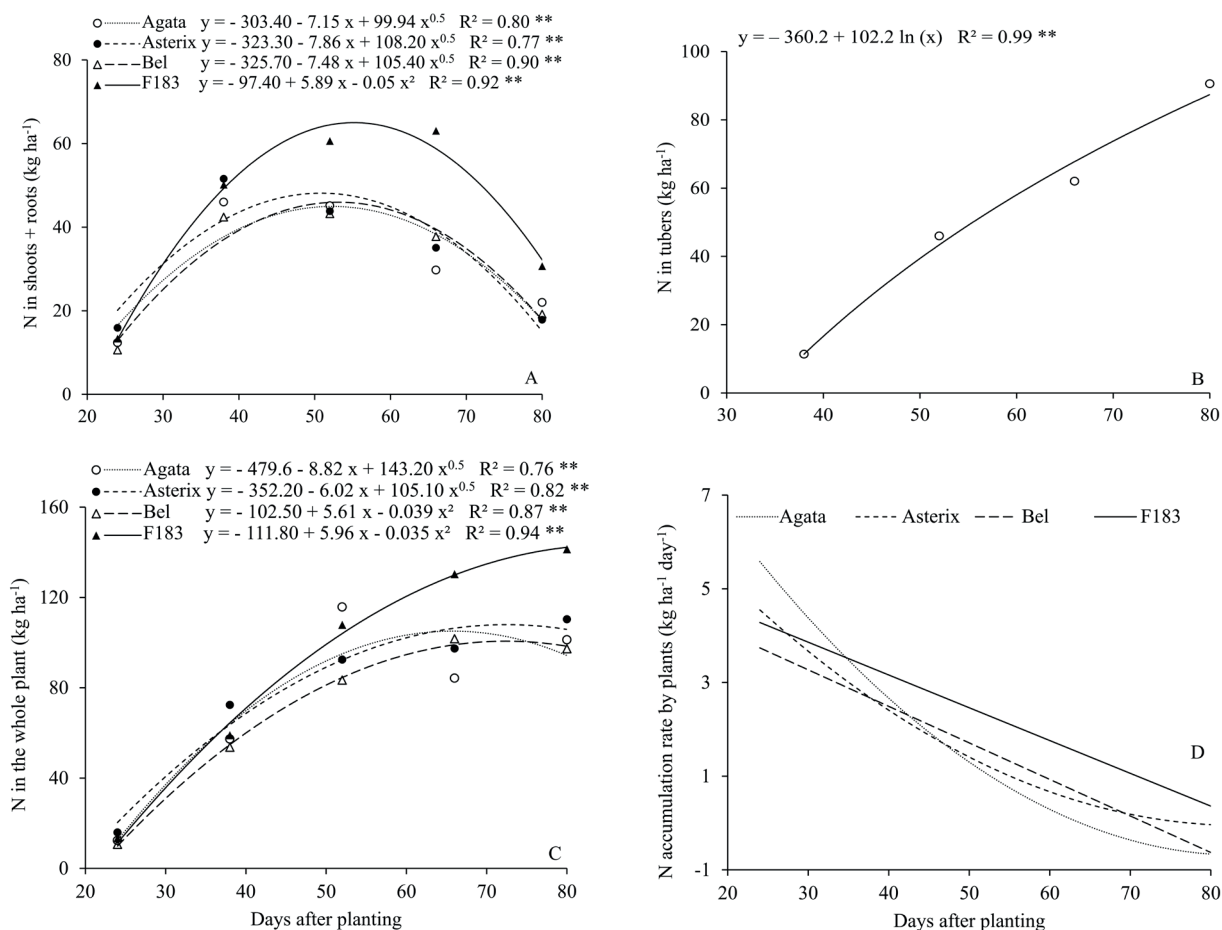 Agata y = - 303.40 - 7.15 x + 99.94 x^0.5 R² = 0.80 **
Asterix y = - 323.30 - 7.86 x + 108.20 x^0.5 R² = 0.77 **
Bel y = - 325.70 - 7.48 x + 105.40 x^0.5 R² = 0.90 **
F183 y = - 97.40 + 5.89 x - 0.05 x² R² = 0.92 **
80
60
40
20
0
N in shoots + roots (kg ha⁻¹)
A
20 30 40 50 60 70 80
y = – 360.2 + 102.2 ln (x) R² = 0.99 **
100
80
60
40
20
0
N in tubers (kg ha⁻¹)
B
30 40 50 60 70 80
Agata y = - 479.6 - 8.82 x + 143.20 x^0.5 R² = 0.76 **
Asterix y = - 352.20 - 6.02 x + 105.10 x^0.5 R² = 0.82 **
Bel y = - 102.50 + 5.61 x - 0.039 x² R² = 0.87 **
F183 y = - 111.80 + 5.96 x - 0.035 x² R² = 0.94 **
160
120
80
40
0
N in the whole plant (kg ha⁻¹)
C
20 30 40 50 60 70 80
Days after planting
7
5
3
1
-1
Agata Asterix Bel F183
N accumulation rate by plants (kg ha⁻¹ day⁻¹)
D
20 30 40 50 60 70 80
Days after planting